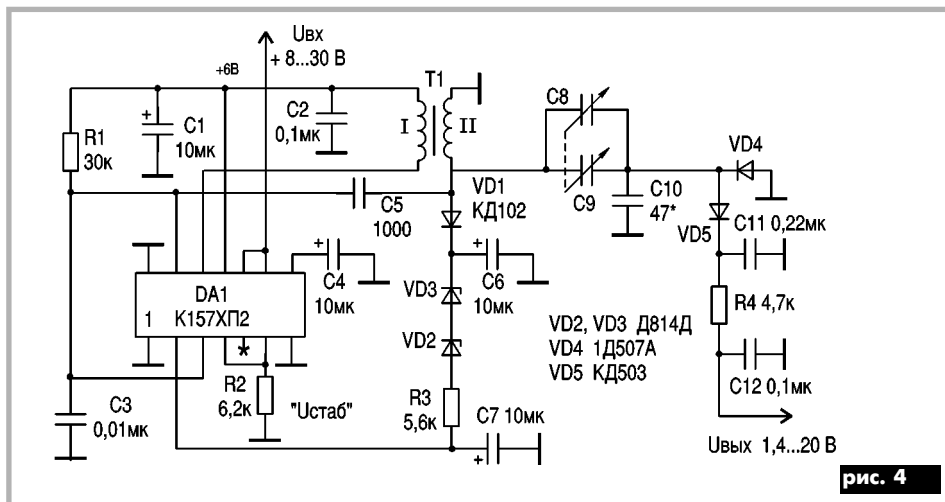 Uвх
+ 8...30 В
+6В
T1
C8
R1
30к
+
C1
10мк
C2
0,1мк
I
II
VD4
C9
C10
47*
C5
1000
VD1
КД102
VD5
C11 0,22мк
+
C4
10мк
+
C6
10мк
DA1
К157ХП2
1
*
VD3
VD2
VD2, VD3 Д814Д
VD4 1Д507А
VD5 КД503
R4 4,7к
R2
6,2к
"Uстаб"
R3
5,6к
C12 0,1мк
C3
0,01мк
C7 10мк
+
Uвых 1,4...20 В
рис. 4